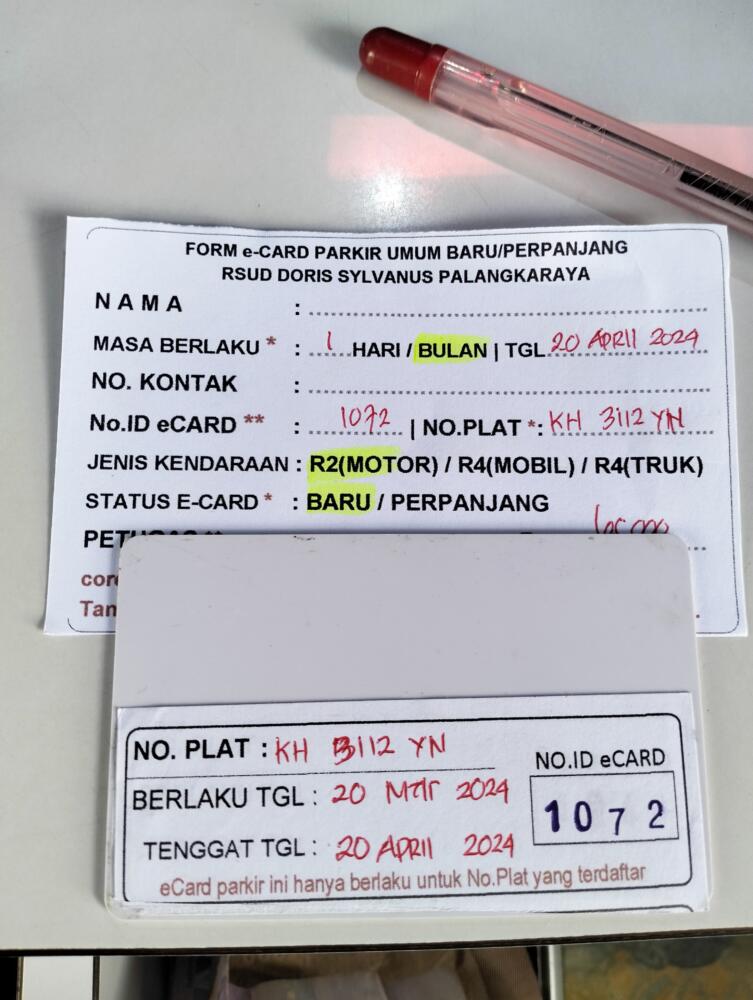 FORM e-CARD PARKIR UMUM BARU/PERPANJANG
RSUD DORIS SYLVANUS PALANGKARAYA
NAMA :
MASA BERLAKU * : 1 HARI / BULAN | TGL 20 APRIl 2024
NO. KONTAK :
No.ID eCARD ** : 1072 | NO.PLAT *: KH 3112 YN
JENIS KENDARAAN : R2(MOTOR) / R4(MOBIL) / R4(TRUK)
STATUS E-CARD * : BARU / PERPANJANG
NO. PLAT : KH 3112 YN
NO.ID eCARD
BERLAKU TGL : 20 Mar 2024
1072
TENGGAT TGL : 20 APRIl 2024
eCard parkir ini hanya berlaku untuk No.Plat yang terdaftar